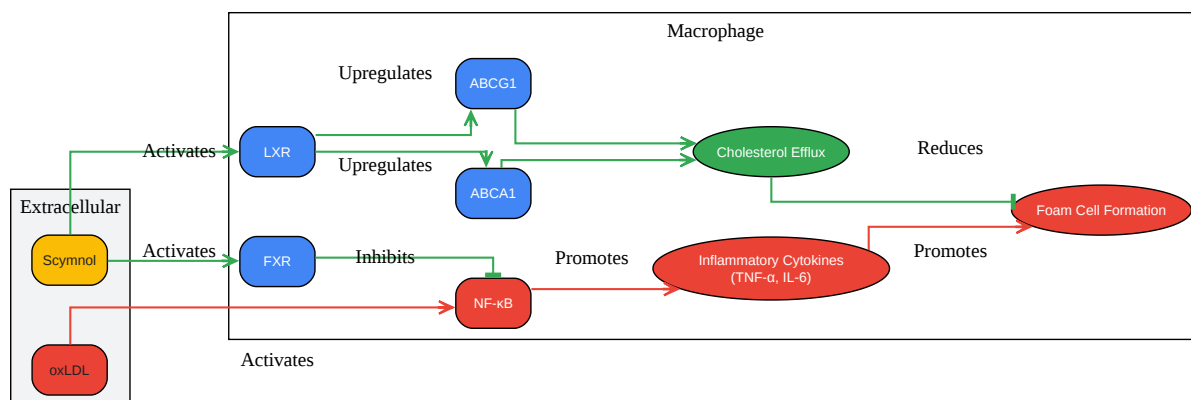 Macrophage
Upregulates
ABCG1
Activates
LXR
Cholesterol Efflux
Reduces
Upregulates
ABCA1
Extracellular
Foam Cell Formation
Scymnol
Activates
FXR
Inhibits
Promotes
Inflammatory Cytokines
(TNF-α, IL-6)
Promotes
NF-κB
Activates
oxLDL